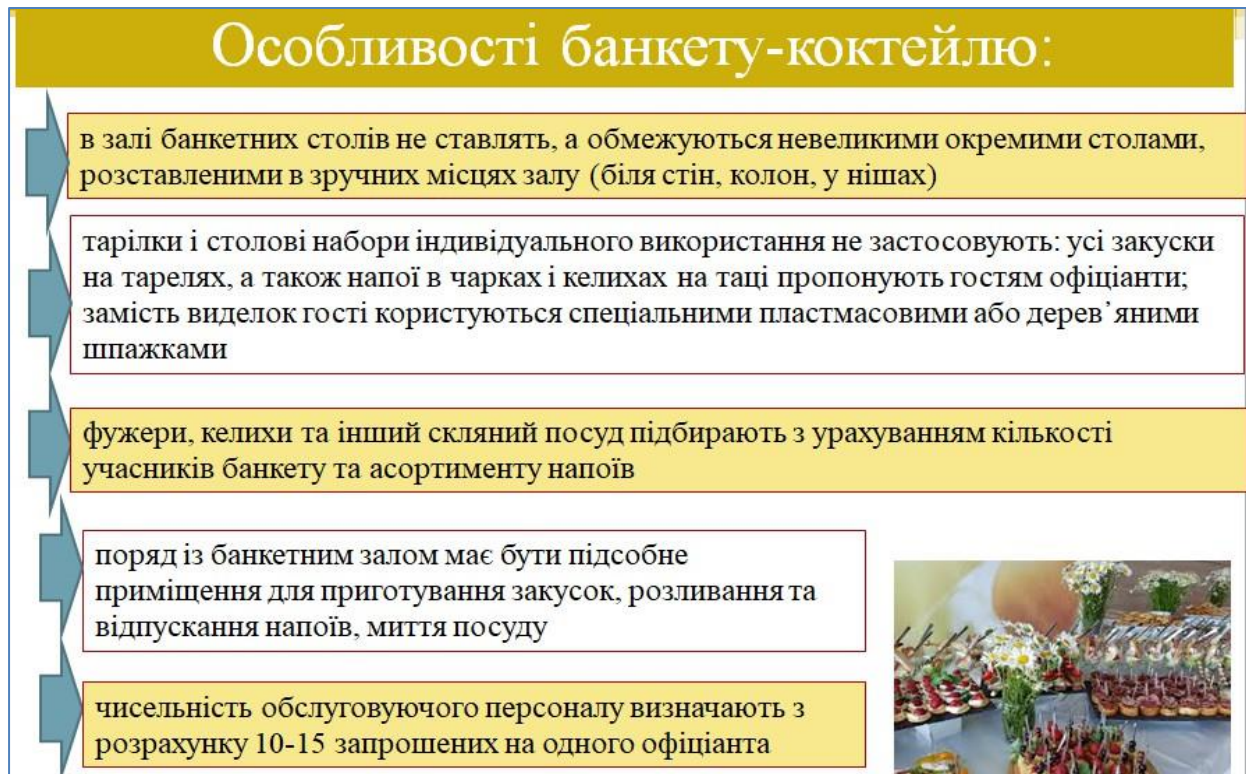 Особливості банкету-коктейлю:
в залі банкетних столів не ставлять, а обмежуються невеликими окремими столами,
розставленими в зручних місцях залу (біля стін, колон, у нішах)
тарілки і столові набори індивідуального використання не застосовують: усі закуски
на тарелях, а також напої в чарках і келихах на таці пропонують гостям офіціанти;
замість виделок гості користуються спеціальними пластмасовими або дерев’яними
шпажками
фужери, келихи та інший скляний посуд підбирають з урахуванням кількості
учасників банкету та асортименту напоїв
поряд із банкетним залом має бути підсобне
приміщення для приготування закусок, розливання та
відпускання напоїв, миття посуду
чисельність обслуговуючого персоналу визначають з
розрахунку 10-15 запрошених на одного офіціанта